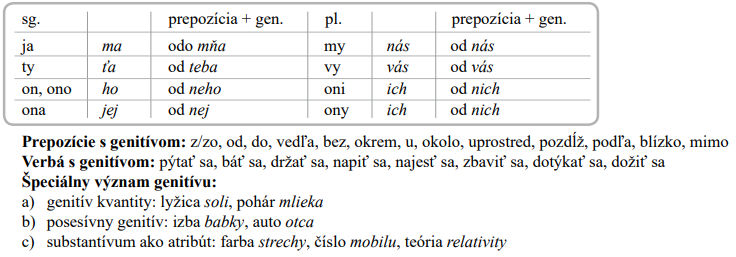 sg. prepozícia + gen. pl. prepozícia + gen.
ja ma odo mňa my nás od nás
ty ťa od teba vy vás od vás
on, ono ho od neho oni ich od nich
ona jej od nej ony ich od nich
Prepozície s genitívom: z/zo, od, do, vedľa, bez, okrem, u, okolo, uprostred, pozdĺž, podľa, blízko, mimo
Verbá s genitívom: pýtať sa, báť sa, držať sa, napiť sa, najesť sa, zbaviť sa, dotýkať sa, dožiť sa
Špeciálny význam genitívu:
a) genitív kvantity: lyžica soli, pohár mlieka
b) posesívny genitív: izba babky, auto otca
c) substantívum ako atribút: farba strechy, číslo mobilu, teória relativity